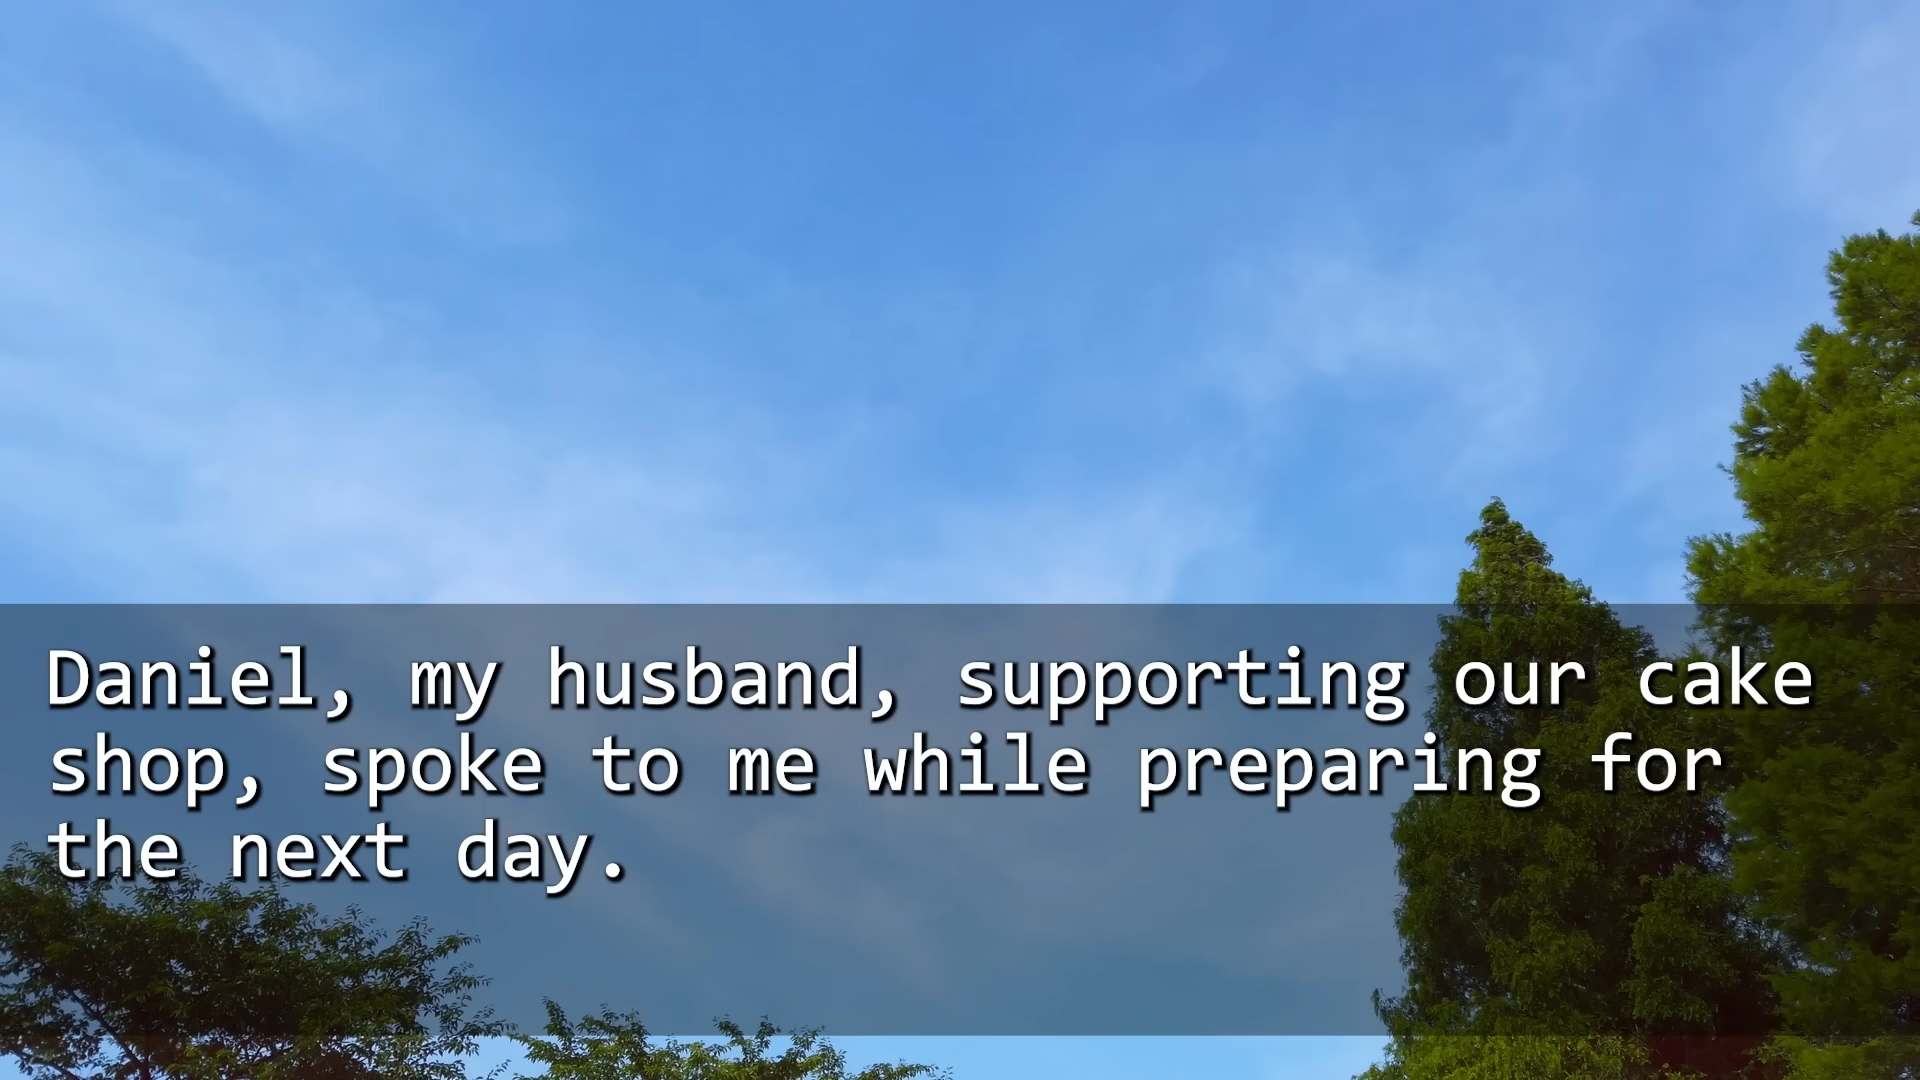 Daniel, my husband, supporting our cake
shop, spoke to me while preparing for
the next day.